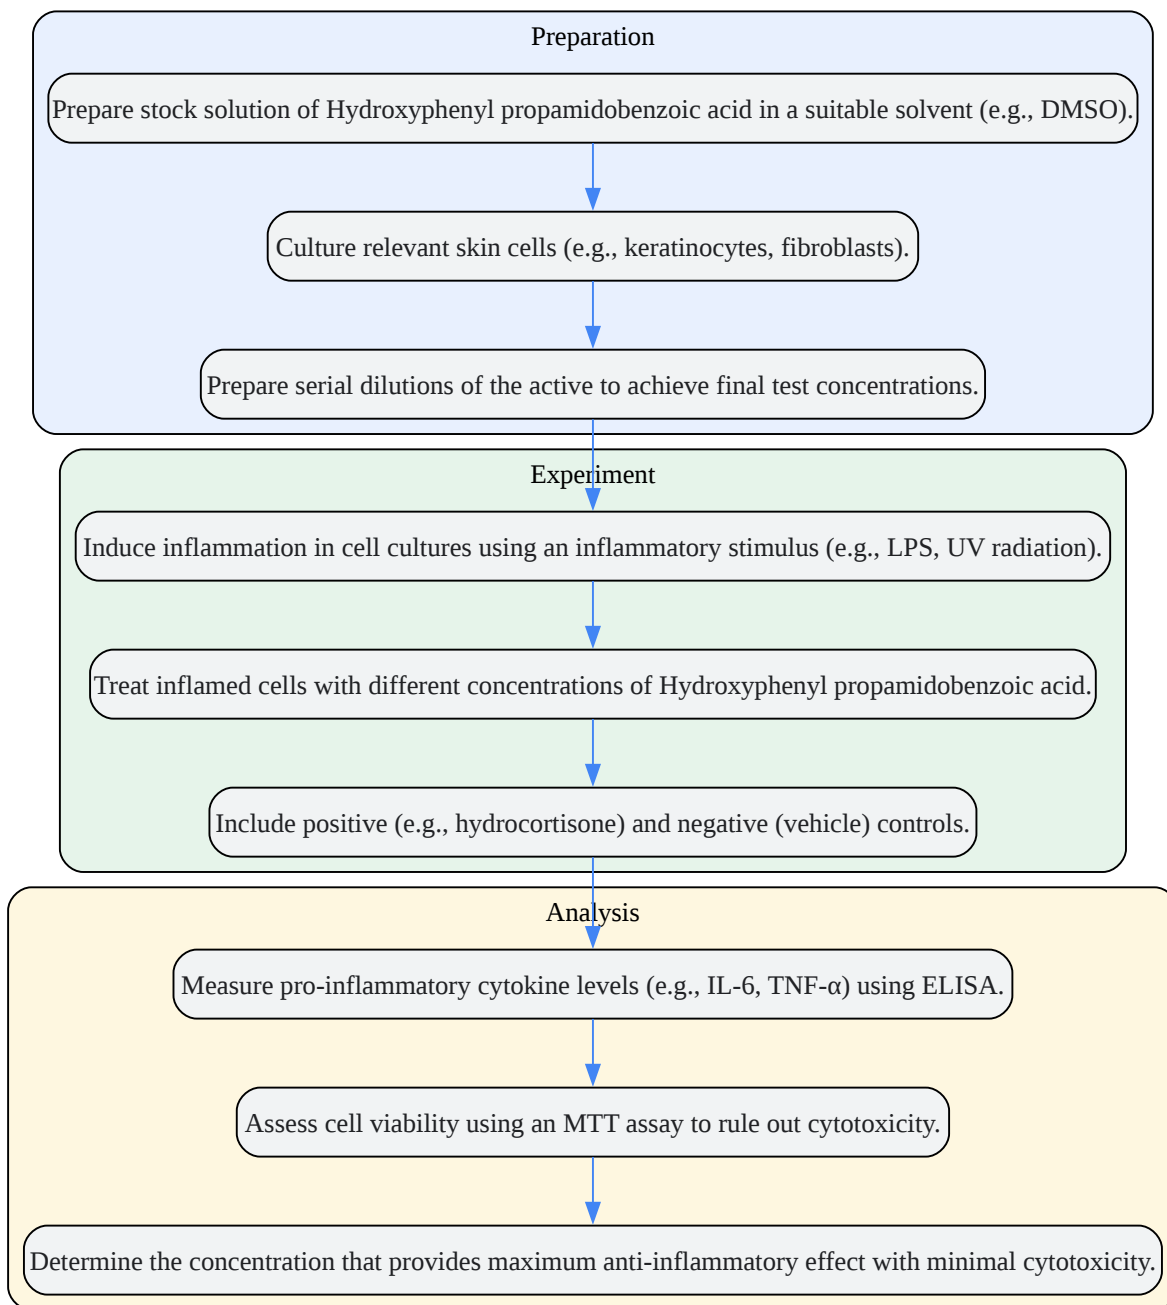 Preparation
Prepare stock solution of Hydroxyphenyl propamidobenzoic acid in a suitable solvent (e.g., DMSO).
Culture relevant skin cells (e.g., keratinocytes, fibroblasts).
Prepare serial dilutions of the active to achieve final test concentrations.
Experiment
Induce inflammation in cell cultures using an inflammatory stimulus (e.g., LPS, UV radiation).
Treat inflamed cells with different concentrations of Hydroxyphenyl propamidobenzoic acid.
Include positive (e.g., hydrocortisone) and negative (vehicle) controls.
Analysis
Measure pro-inflammatory cytokine levels (e.g., IL-6, TNF-α) using ELISA.
Assess cell viability using an MTT assay to rule out cytotoxicity.
Determine the concentration that provides maximum anti-inflammatory effect with minimal cytotoxicity.